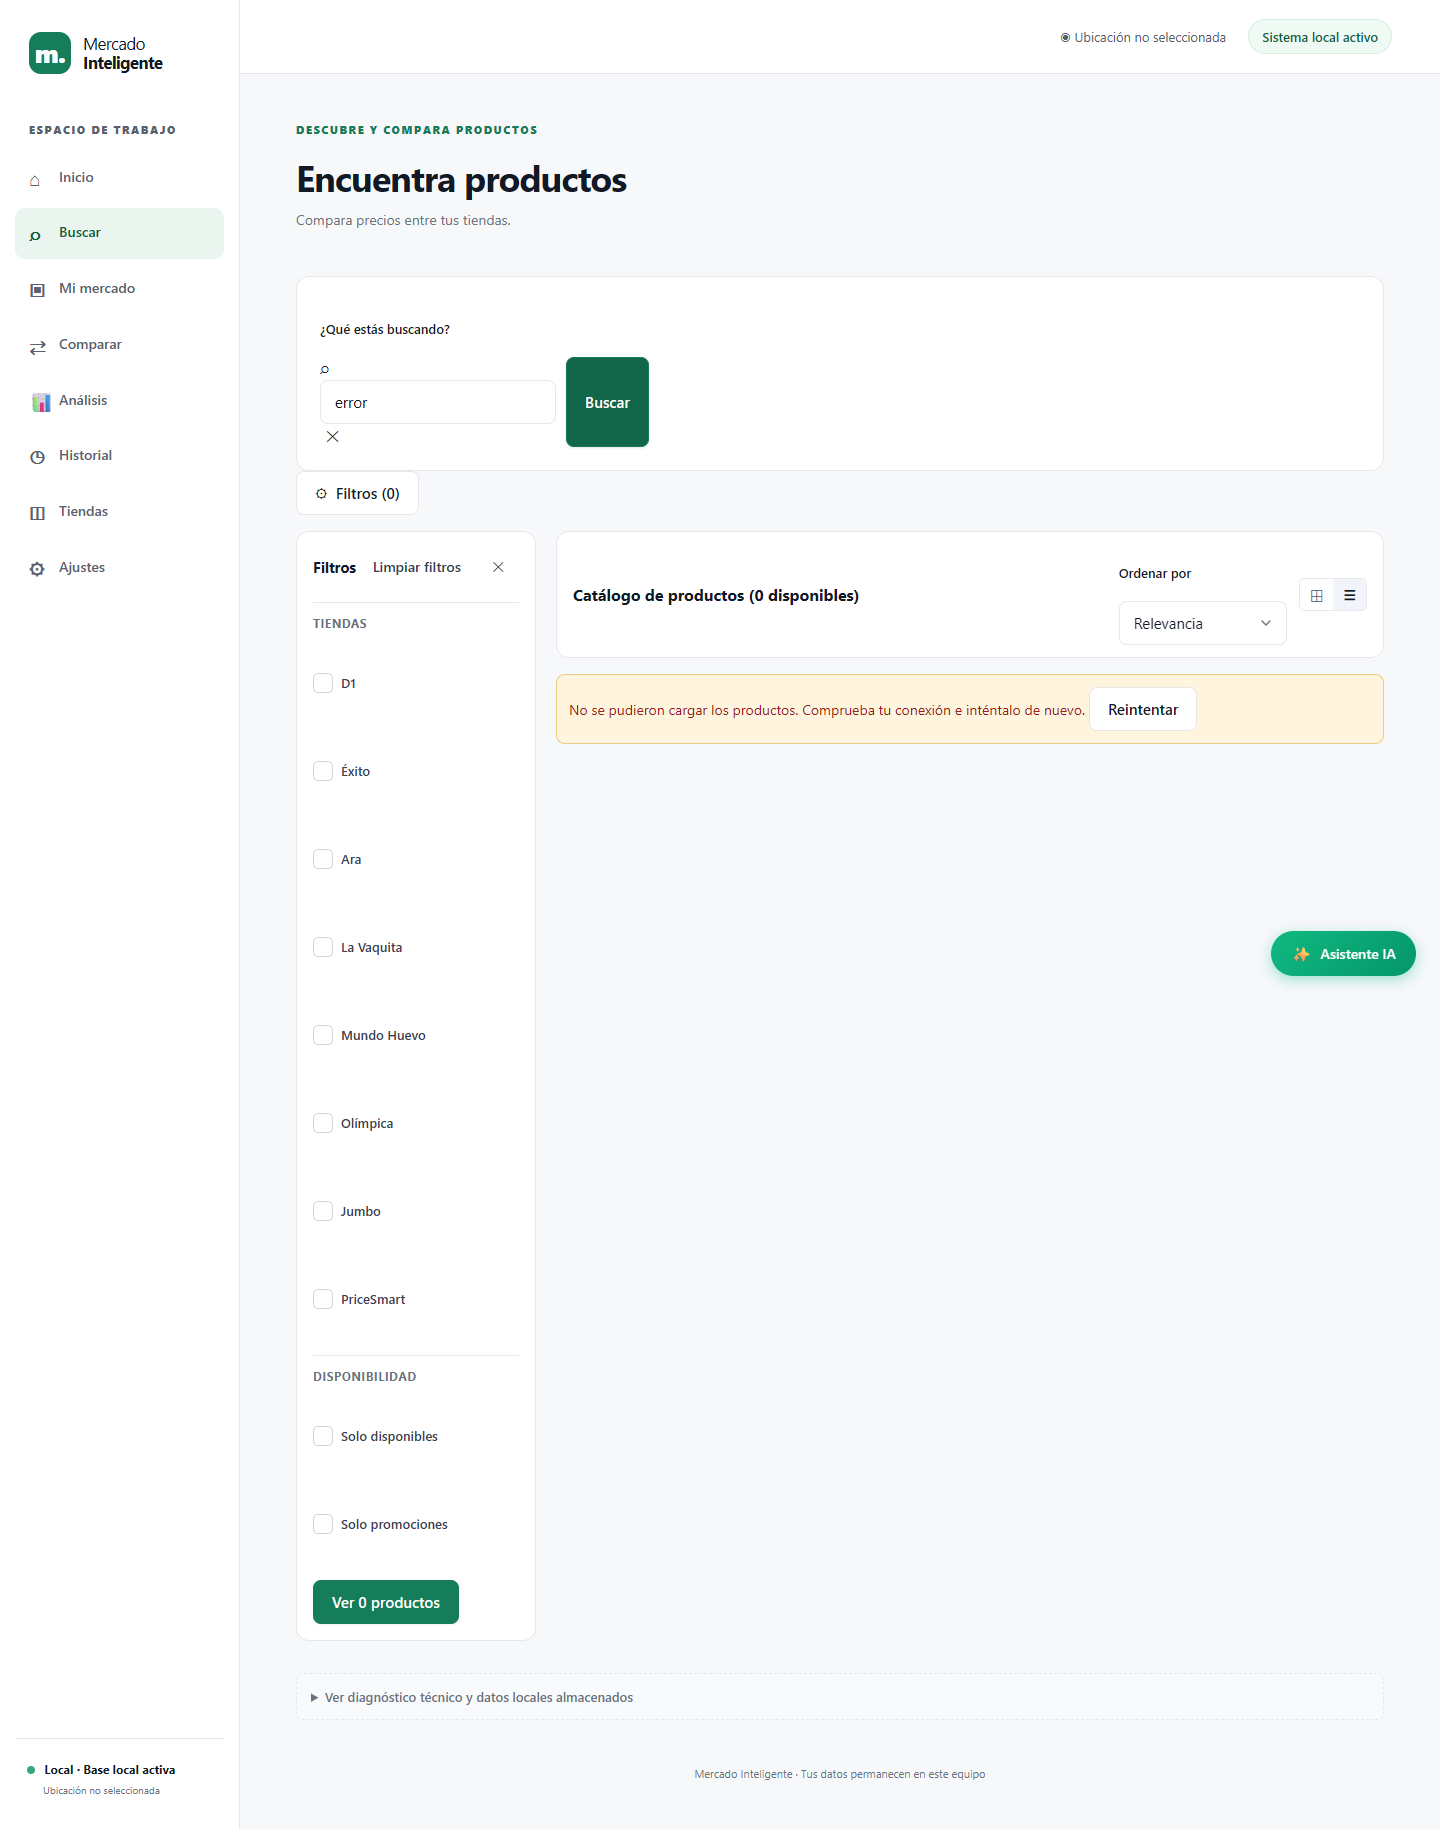 m.
Mercado
Inteligente
ESPACIO DE TRABAJO
Inicio
Buscar
Mi mercado
Comparar
Análisis
Historial
Tiendas
Ajustes
Local · Base local activa
Ubicación no seleccionada
Ubicación no seleccionada
Sistema local activo
DESCUBRE Y COMPARA PRODUCTOS
Encuentra productos
Compara precios entre tus tiendas.
¿Qué estás buscando?
error
Buscar
Filtros (0)
Filtros
Limpiar filtros
TIENDAS
D1
Éxito
Ara
La Vaquita
Mundo Huevo
Olímpica
Jumbo
PriceSmart
DISPONIBILIDAD
Solo disponibles
Solo promociones
Ver 0 productos
Catálogo de productos (0 disponibles)
Ordenar por
Relevancia
No se pudieron cargar los productos. Comprueba tu conexión e inténtalo de nuevo.
Reintentar
Asistente IA
Ver diagnóstico técnico y datos locales almacenados
Mercado Inteligente · Tus datos permanecen en este equipo